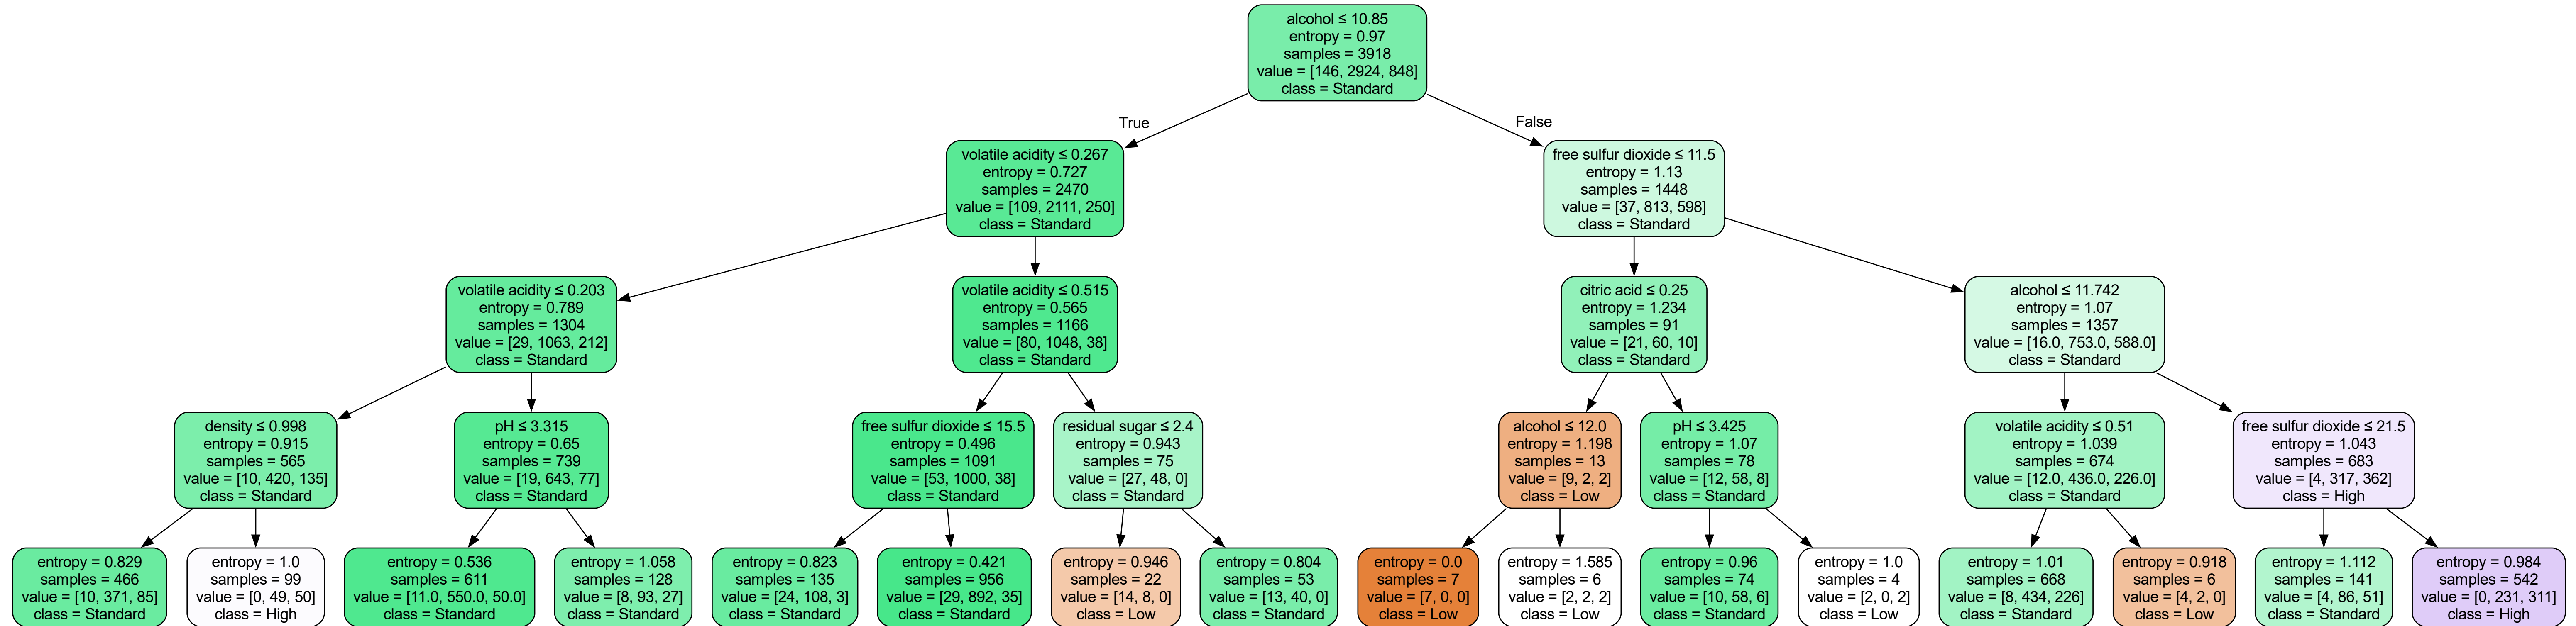 alcohol ≤ 10.85
entropy = 0.97
samples = 3918
value = [146, 2924, 848]
class = Standard
True
False
volatile acidity ≤ 0.267
entropy = 0.727
samples = 2470
value = [109, 2111, 250]
class = Standard
free sulfur dioxide ≤ 11.5
entropy = 1.13
samples = 1448
value = [37, 813, 598]
class = Standard
volatile acidity ≤ 0.203
entropy = 0.789
samples = 1304
value = [29, 1063, 212]
class = Standard
volatile acidity ≤ 0.515
entropy = 0.565
samples = 1166
value = [80, 1048, 38]
class = Standard
citric acid ≤ 0.25
entropy = 1.234
samples = 91
value = [21, 60, 10]
class = Standard
alcohol ≤ 11.742
entropy = 1.07
samples = 1357
value = [16.0, 753.0, 588.0]
class = Standard
density ≤ 0.998
entropy = 0.915
samples = 565
value = [10, 420, 135]
class = Standard
pH ≤ 3.315
entropy = 0.65
samples = 739
value = [19, 643, 77]
class = Standard
free sulfur dioxide ≤ 15.5
entropy = 0.496
samples = 1091
value = [53, 1000, 38]
class = Standard
residual sugar ≤ 2.4
entropy = 0.943
samples = 75
value = [27, 48, 0]
class = Standard
alcohol ≤ 12.0
entropy = 1.198
samples = 13
value = [9, 2, 2]
class = Low
pH ≤ 3.425
entropy = 1.07
samples = 78
value = [12, 58, 8]
class = Standard
volatile acidity ≤ 0.51
entropy = 1.039
samples = 674
value = [12.0, 436.0, 226.0]
class = Standard
free sulfur dioxide ≤ 21.5
entropy = 1.043
samples = 683
value = [4, 317, 362]
class = High
entropy = 0.829
samples = 466
value = [10, 371, 85]
class = Standard
entropy = 1.0
samples = 99
value = [0, 49, 50]
class = High
entropy = 0.536
samples = 611
value = [11.0, 550.0, 50.0]
class = Standard
entropy = 1.058
samples = 128
value = [8, 93, 27]
class = Standard
entropy = 0.823
samples = 135
value = [24, 108, 3]
class = Standard
entropy = 0.421
samples = 956
value = [29, 892, 35]
class = Standard
entropy = 0.946
samples = 22
value = [14, 8, 0]
class = Low
entropy = 0.804
samples = 53
value = [13, 40, 0]
class = Standard
entropy = 0.0
samples = 7
value = [7, 0, 0]
class = Low
entropy = 1.585
samples = 6
value = [2, 2, 2]
class = Low
entropy = 0.96
samples = 74
value = [10, 58, 6]
class = Standard
entropy = 1.0
samples = 4
value = [2, 0, 2]
class = Low
entropy = 1.01
samples = 668
value = [8, 434, 226]
class = Standard
entropy = 0.918
samples = 6
value = [4, 2, 0]
class = Low
entropy = 1.112
samples = 141
value = [4, 86, 51]
class = Standard
entropy = 0.984
samples = 542
value = [0, 231, 311]
class = High